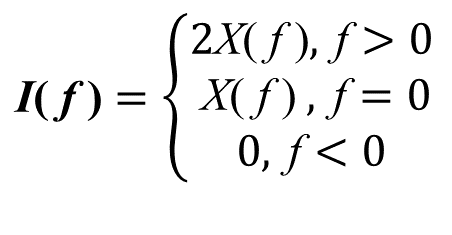 2X(f), f > 0
I(f) = { X(f) , f = 0
0, f < 0